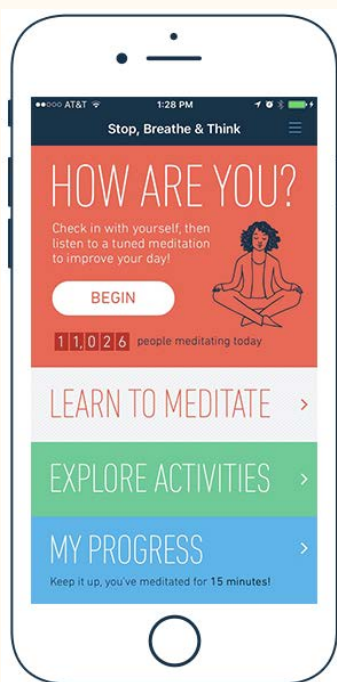 AT&T 1:28 PM
Stop, Breathe & Think
HOW ARE YOU?
Check in with yourself, then
listen to a tuned meditation
to improve your day!
BEGIN
11,026 people meditating today
LEARN TO MEDITATE >
EXPLORE ACTIVITIES >
MY PROGRESS >
Keep it up, you've meditated for 15 minutes!